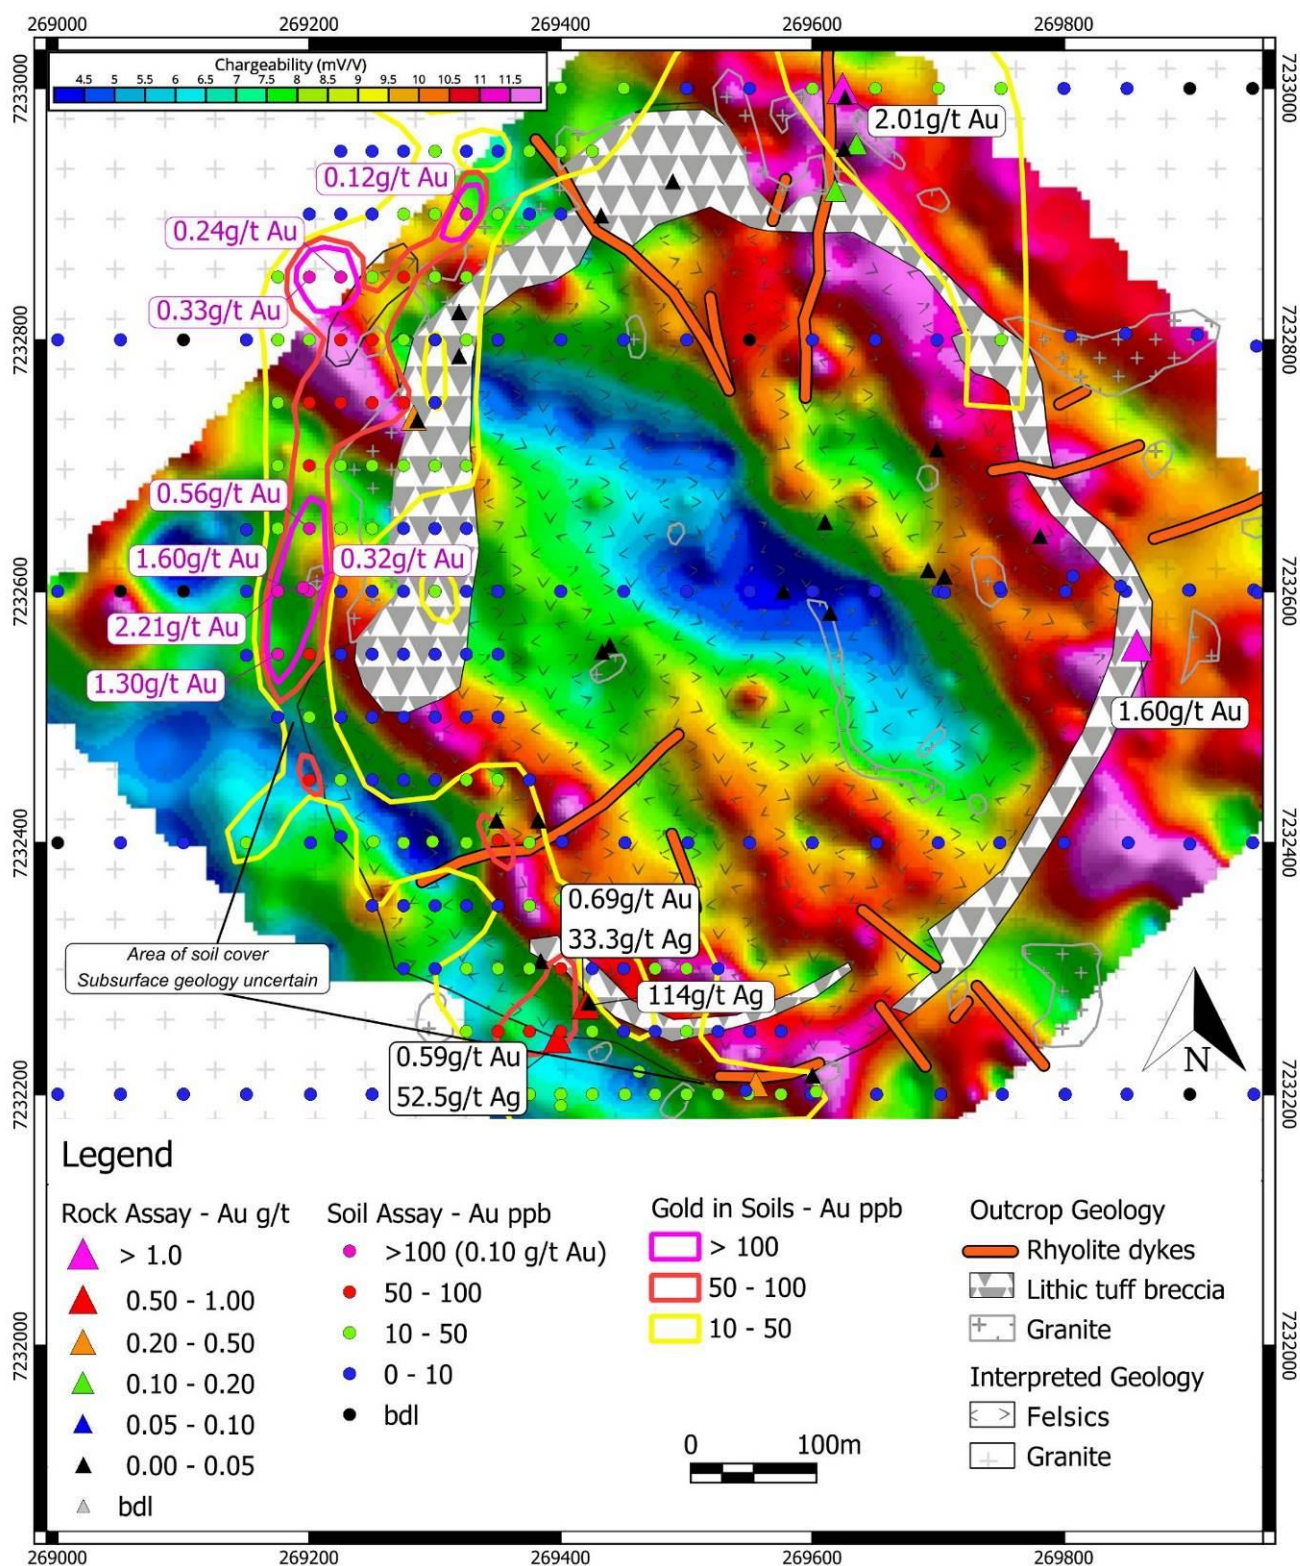 269000 269200 269400 269600 269800
7233000
7233000
Chargeability (mV/V)
4.5 5 5.5 6 6.5 7 7.5 8 8.5 9 9.5 10 10.5 11 11.5
2.01g/t Au
0.12g/t Au
0.24g/t Au
0.33g/t Au
7232800
7232800
0.56g/t Au
1.60g/t Au
0.32g/t Au
7232600
7232600
2.21g/t Au
1.30g/t Au
1.60g/t Au
7232400
7232400
0.69g/t Au
33.3g/t Ag
Area of soil cover
Subsurface geology uncertain
114g/t Ag
N
0.59g/t Au
52.5g/t Ag
7232200
7232200
Legend
Rock Assay - Au g/t
> 1.0
0.50 - 1.00
0.20 - 0.50
0.10 - 0.20
0.05 - 0.10
0.00 - 0.05
bdl
Soil Assay - Au ppb
>100 (0.10 g/t Au)
50 - 100
10 - 50
0 - 10
bdl
Gold in Soils - Au ppb
> 100
50 - 100
10 - 50
Outcrop Geology
Rhyolite dykes
Lithic tuff breccia
Granite
Interpreted Geology
Felsics
Granite
0 100m
7232000
7232000
269000 269200 269400 269600 269800